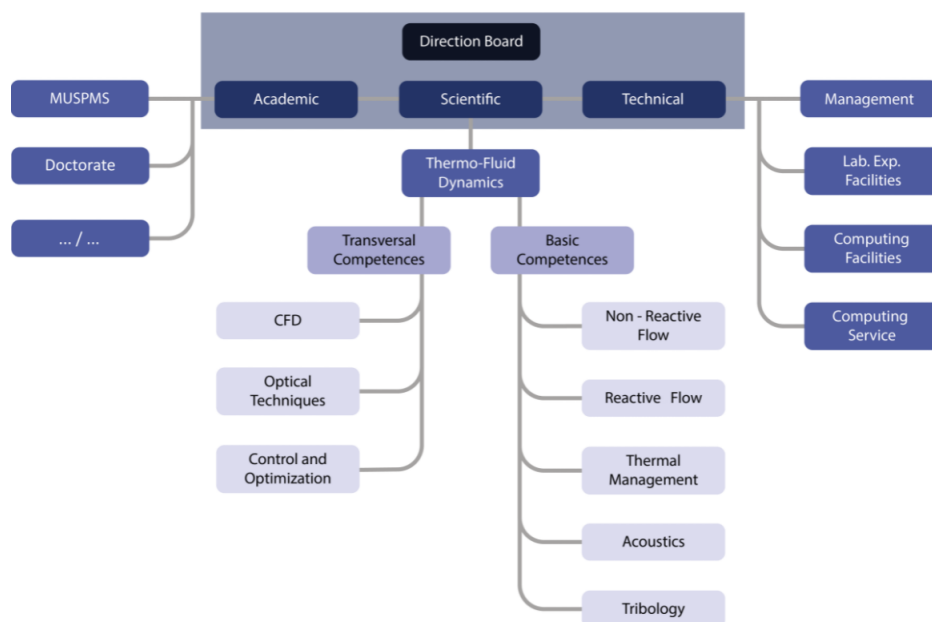 Direction Board
MUSPMS
Academic
Scientific
Technical
Management
Doctorate
Thermo-Fluid
Dynamics
Lab. Exp.
Facilities
... / ...
Transversal
Competences
Basic
Competences
Computing
Facilities
CFD
Non - Reactive
Flow
Computing
Service
Optical
Techniques
Reactive Flow
Control and
Optimization
Thermal
Management
Acoustics
Tribology